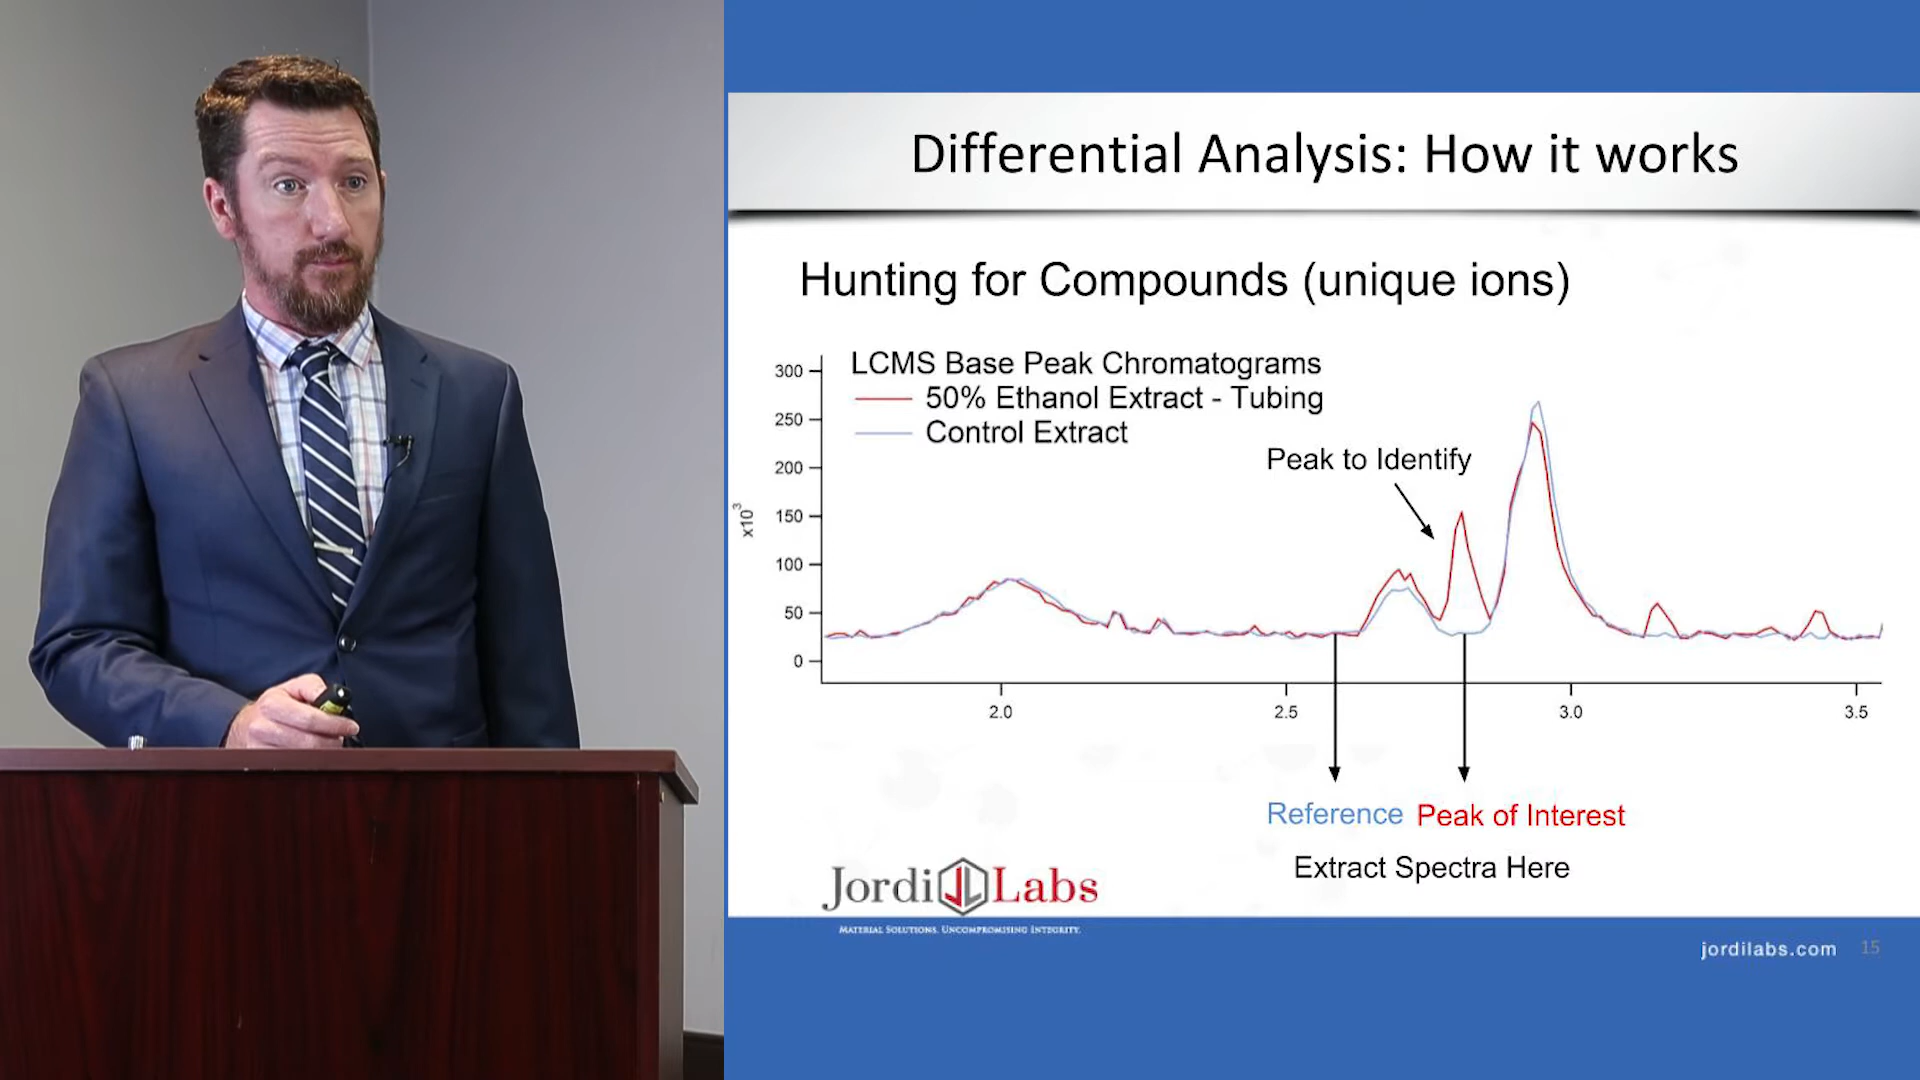 Differential Analysis: How it works
Hunting for Compounds (unique ions)
LCMS Base Peak Chromatograms
50% Ethanol Extract - Tubing
Control Extract
Peak to Identify
x10³
300
250
200
150
100
50
0
2.0
2.5
3.0
3.5
Reference
Peak of Interest
Extract Spectra Here
Jordi JL Labs
MATERIAL SOLUTIONS. UNCOMPROMISING INTEGRITY.
jordilabs.com
15